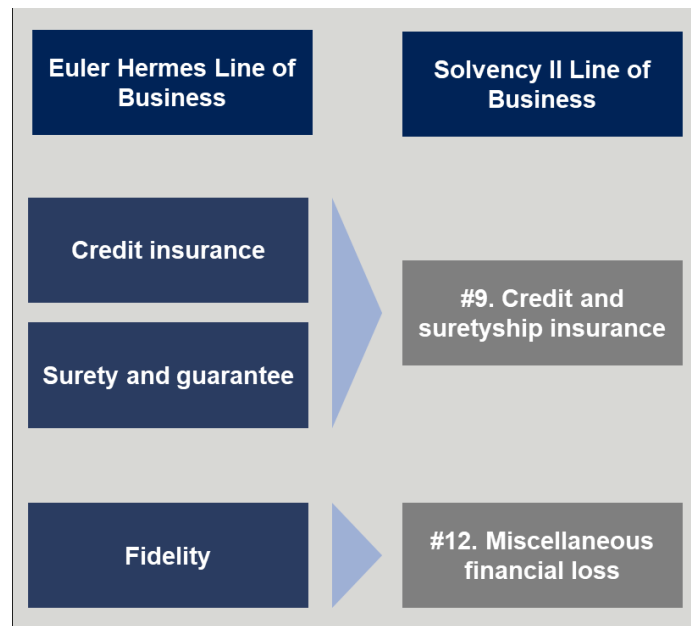 Euler Hermes Line of
Business
Solvency II Line of
Business
Credit insurance
Surety and guarantee
#9. Credit and
suretyship insurance
Fidelity
#12. Miscellaneous
financial loss